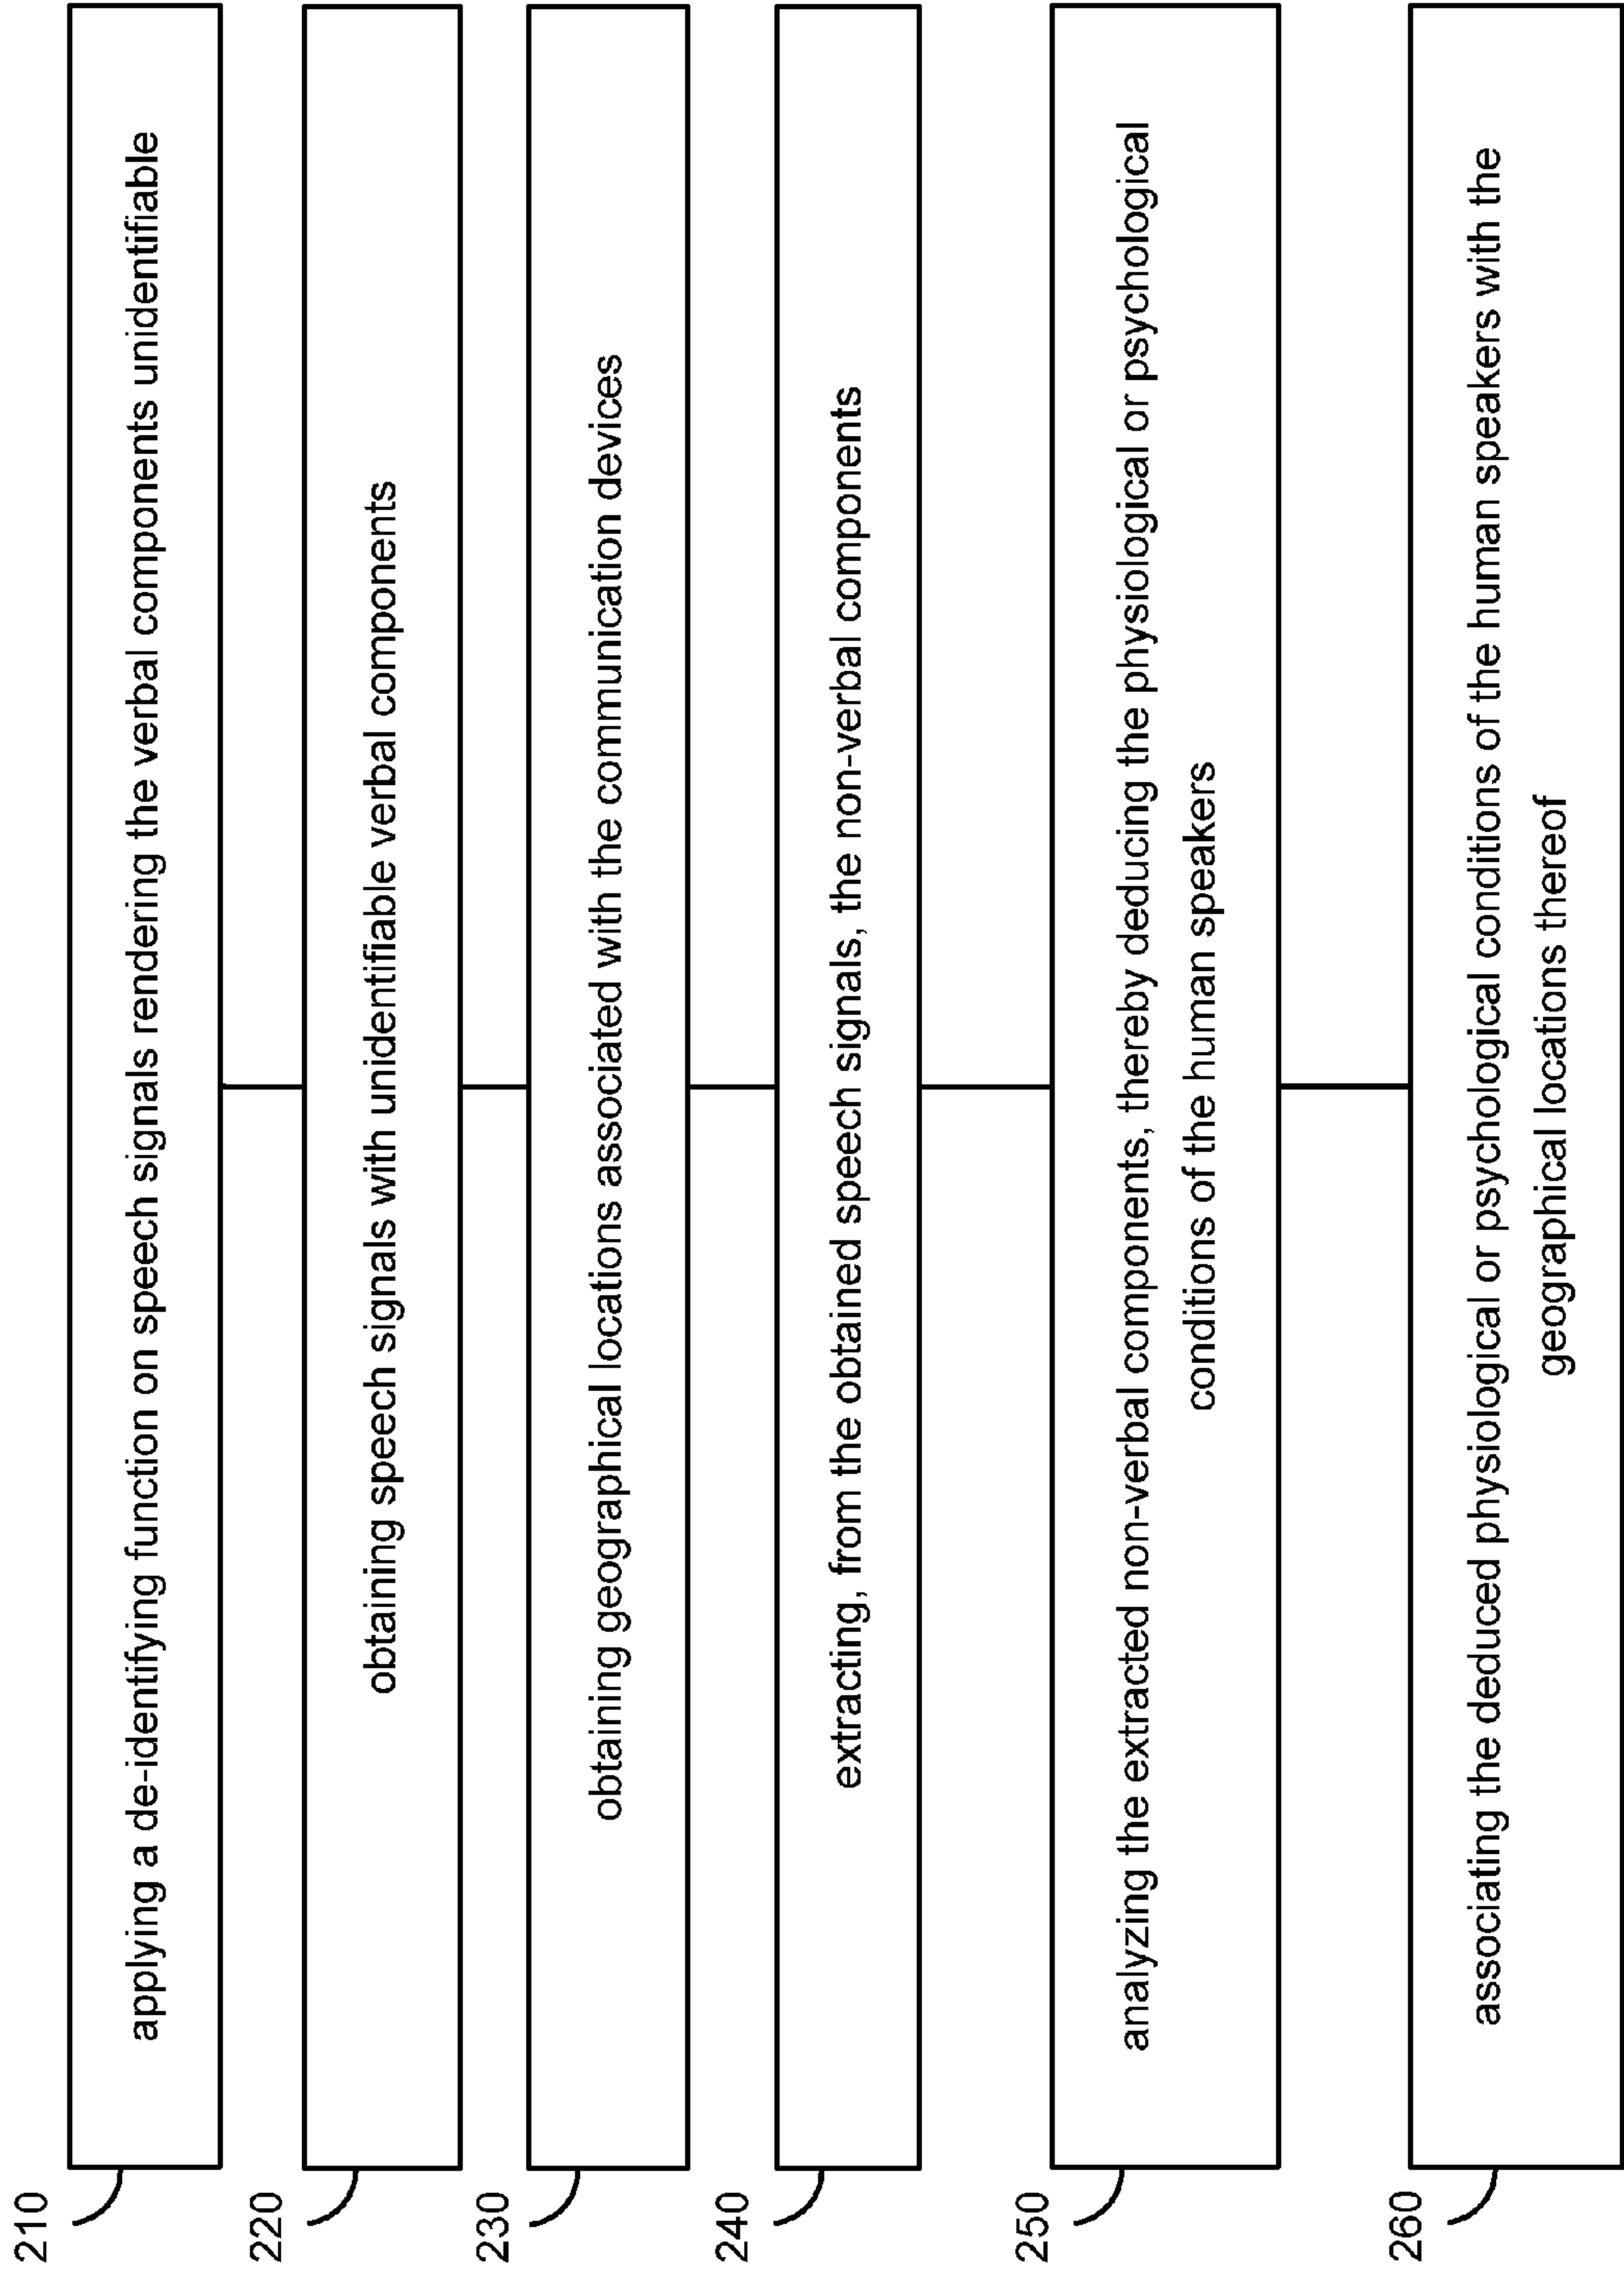 210
applying a de-identifying function on speech signals rendering the verbal components unidentifiable
220
obtaining speech signals with unidentifiable verbal components
230
obtaining geographical locations associated with the communication devices
240
extracting, from the obtained speech signals, the non-verbal components
250
analyzing the extracted non-verbal components, thereby deducing the physiological or psychological
conditions of the human speakers
260
associating the deduced physiological or psychological conditions of the human speakers with the
geographical locations thereof